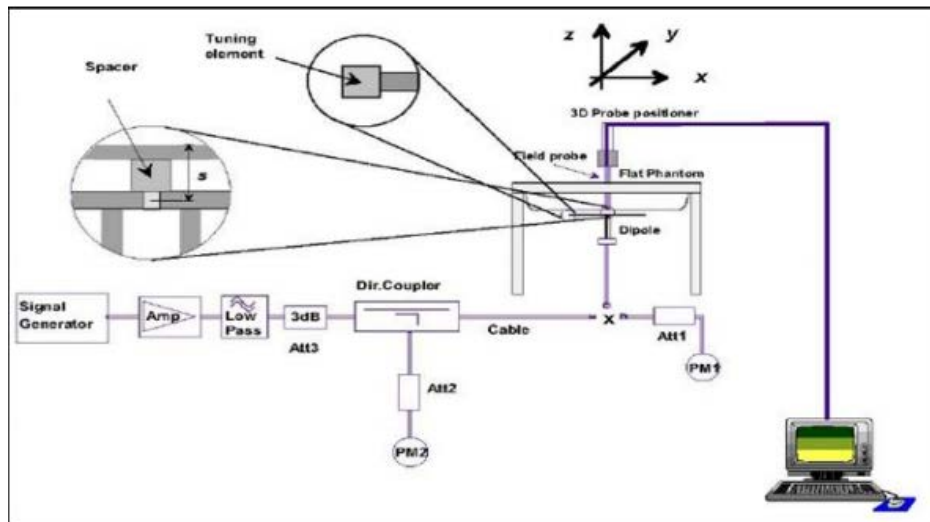 Tuning
element
Spacer
s
z
y
x
3D Probe positioner
Field probe
Flat Phantom
Dipole
Signal
Generator
Amp
Low
Pass
3dB
Att3
Dir.Coupler
Cable
X
Att1
PM1
Att2
PM2